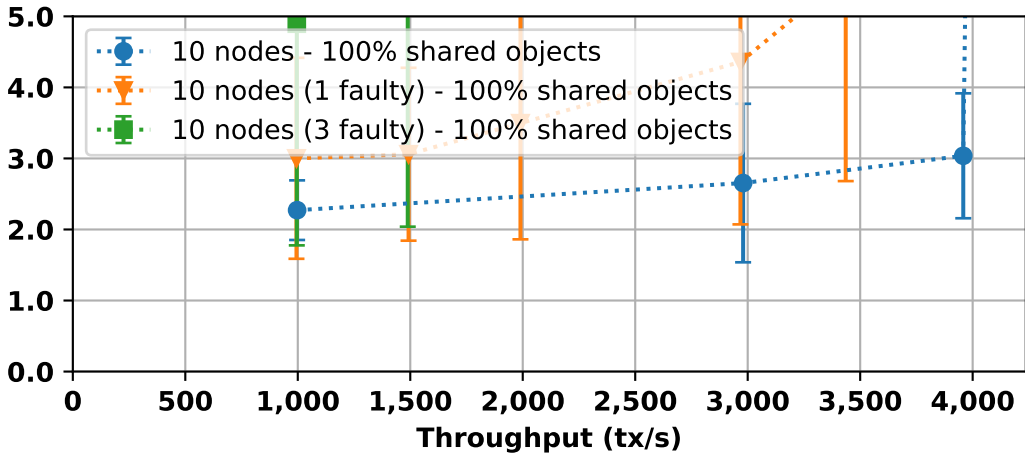 5.0
10 nodes - 100% shared objects
4.0
10 nodes (1 faulty) - 100% shared objects
10 nodes (3 faulty) - 100% shared objects
3.0
2.0
1.0
0.0
0 500 1,000 1,500 2,000 2,500 3,000 3,500 4,000
Throughput (tx/s)